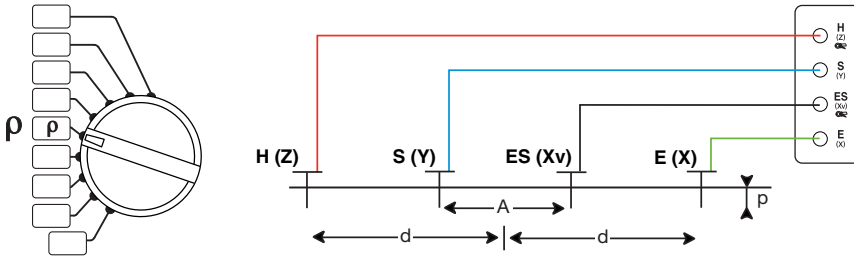 ρ
ρ
H (Z)
S (Y)
ES (Xv)
E (X)
A
d
d
p
H
(Z)
S
(Y)
ES
(Xv)
E
(X)